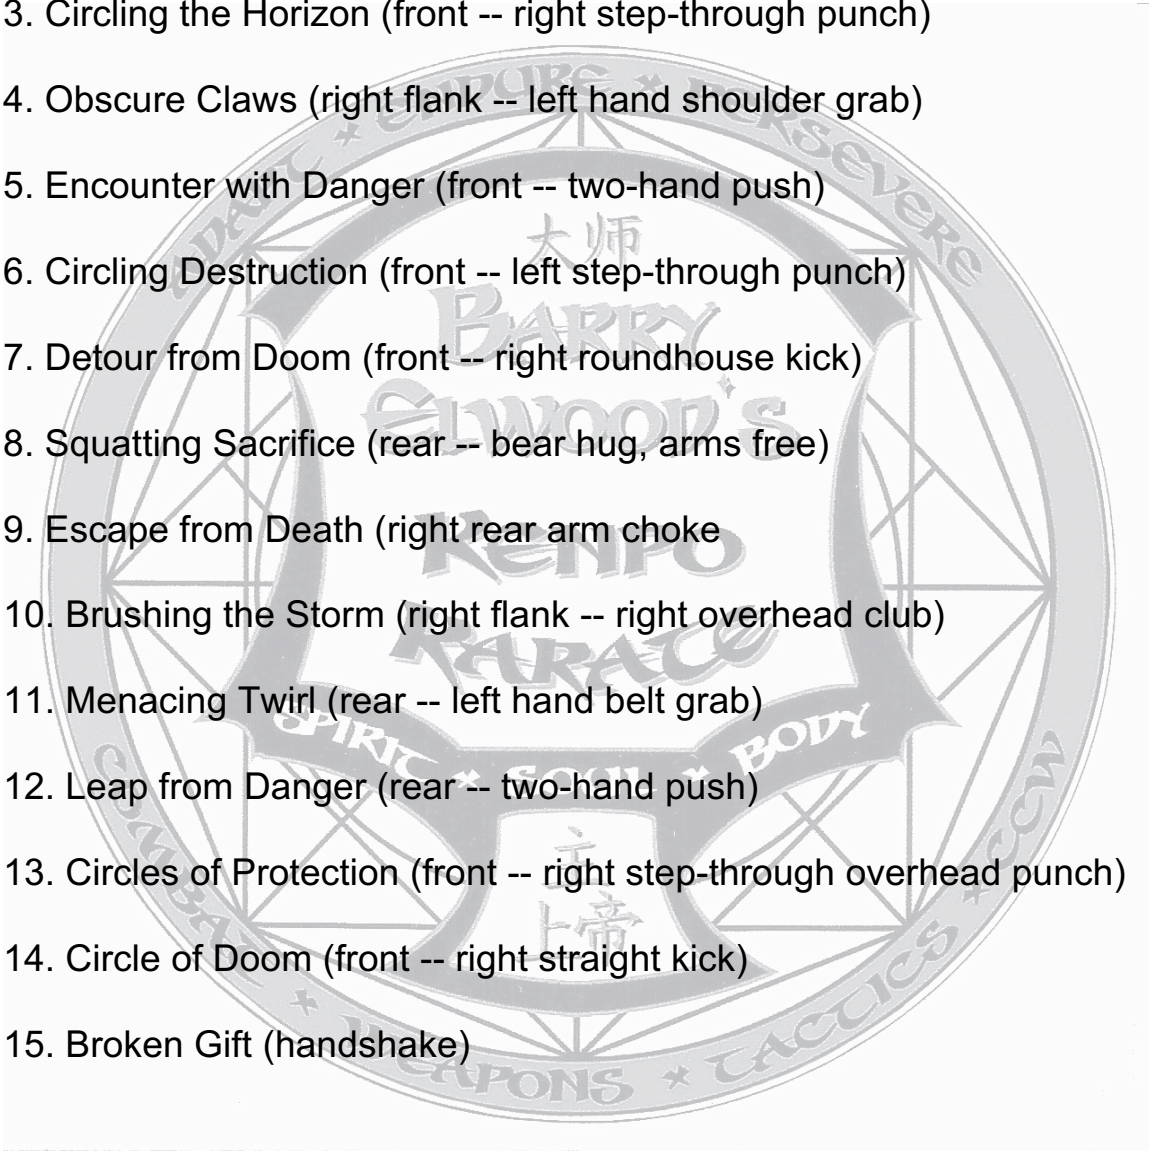 3. Circling the Horizon (front -- right step-through punch)
4. Obscure Claws (right flank -- left hand shoulder grab)
5. Encounter with Danger (front -- two-hand push)
6. Circling Destruction (front -- left step-through punch)
7. Detour from Doom (front -- right roundhouse kick)
8. Squatting Sacrifice (rear -- bear hug, arms free)
9. Escape from Death (right rear arm choke
10. Brushing the Storm (right flank -- right overhead club)
11. Menacing Twirl (rear -- left hand belt grab)
12. Leap from Danger (rear -- two-hand push)
13. Circles of Protection (front -- right step-through overhead punch)
14. Circle of Doom (front -- right straight kick)
15. Broken Gift (handshake)
ADAPT * ENDURE * PERSEVERE
大师
BARRY
ELWOOD'S
KENPO
KARATE
SPIRIT * SOUL * BODY
主
上帝
COMBAT * WEAPONS * TACTICS * CCW